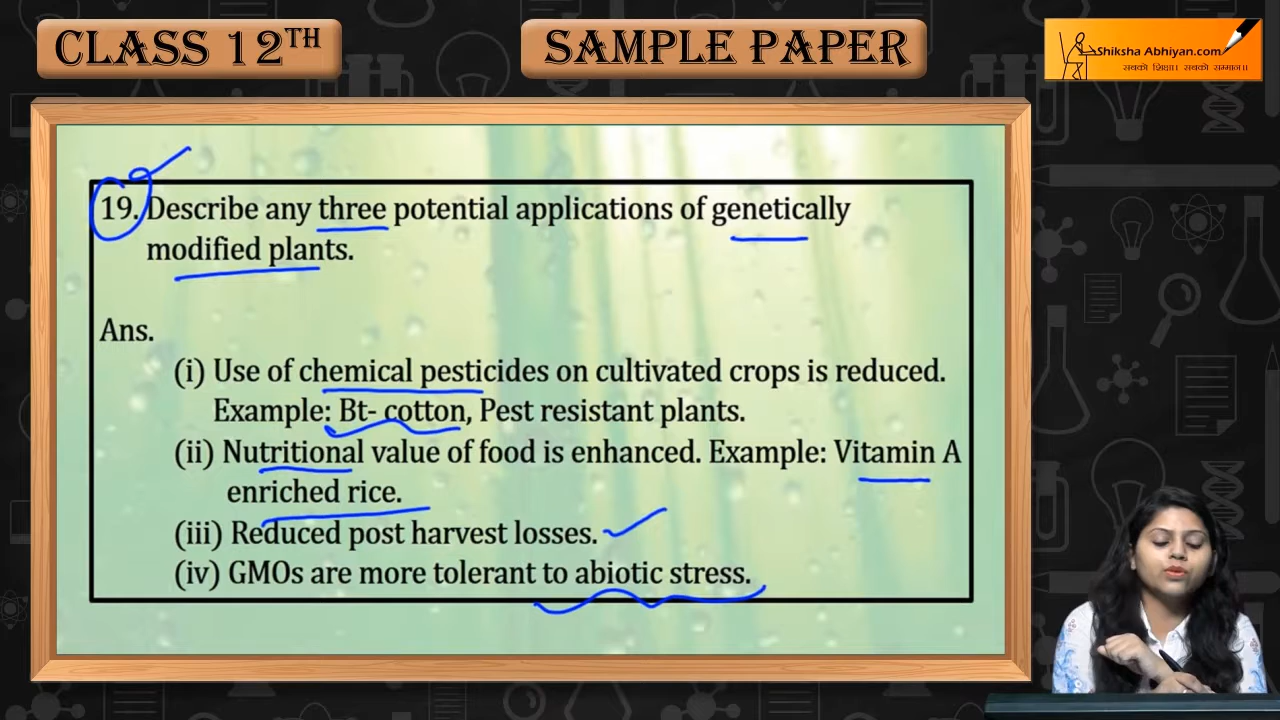 CLASS 12TH
SAMPLE PAPER
Shiksha Abhiyan.com
सबको शिक्षा। सबको सम्मान॥
19. Describe any three potential applications of genetically
modified plants.
Ans.
(i) Use of chemical pesticides on cultivated crops is reduced.
Example: Bt- cotton, Pest resistant plants.
(ii) Nutritional value of food is enhanced. Example: Vitamin A
enriched rice.
(iii) Reduced post harvest losses.
(iv) GMOs are more tolerant to abiotic stress.